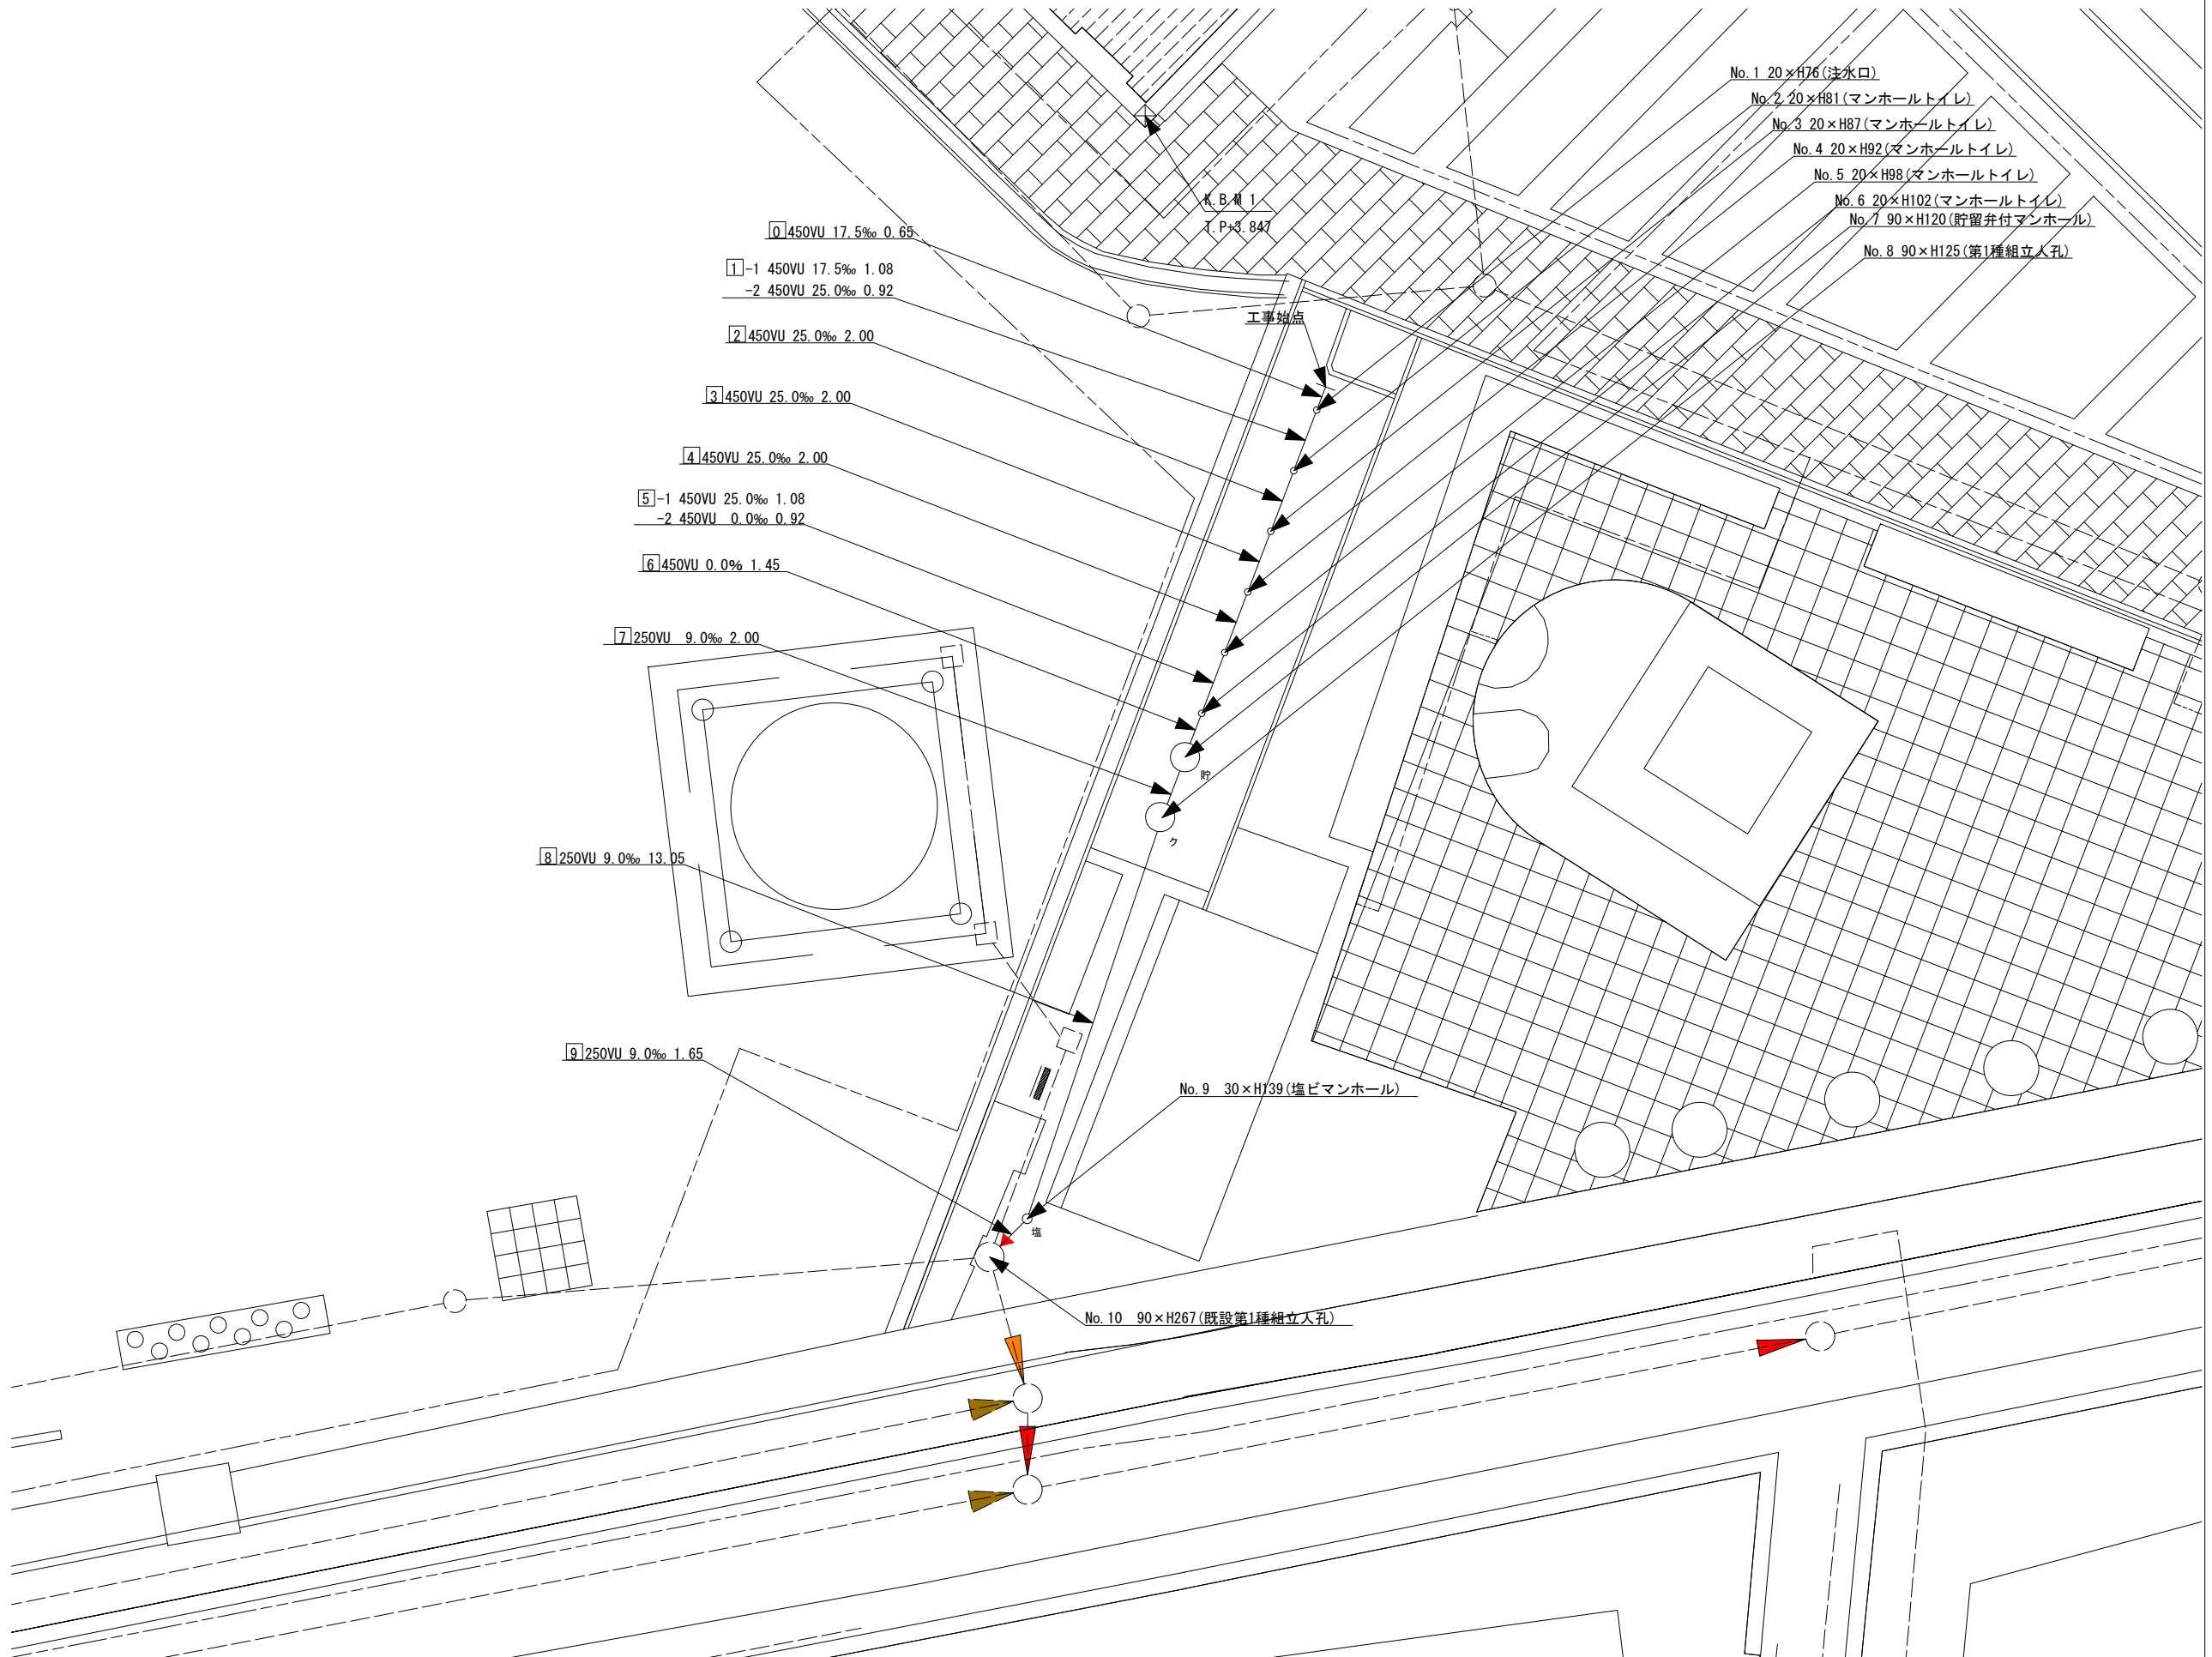 No.1 20×H76(注水口)
No.2 20×H81(マンホールトイレ)
No.3 20×H87(マンホールトイレ)
No.4 20×H92(マンホールトイレ)
No.5 20×H98(マンホールトイレ)
No.6 20×H102(マンホールトイレ)
No.7 90×H120(貯留弁付マンホール)
No.8 90×H125(第1種組立人孔)
K.B.M 1
T.P+3.847
0 450VU 17.5‰ 0.65
1 -1 450VU 17.5‰ 1.08
-2 450VU 25.0‰ 0.92
工事始点
2 450VU 25.0‰ 2.00
3 450VU 25.0‰ 2.00
4 450VU 25.0‰ 2.00
5 -1 450VU 25.0‰ 1.08
-2 450VU 0.0‰ 0.92
6 450VU 0.0% 1.45
7 250VU 9.0‰ 2.00
貯
ク
8 250VU 9.0‰ 13.05
9 250VU 9.0‰ 1.65
No.9 30×H139(塩ビマンホール)
塩
No.10 90×H267(既設第1種組立人孔)